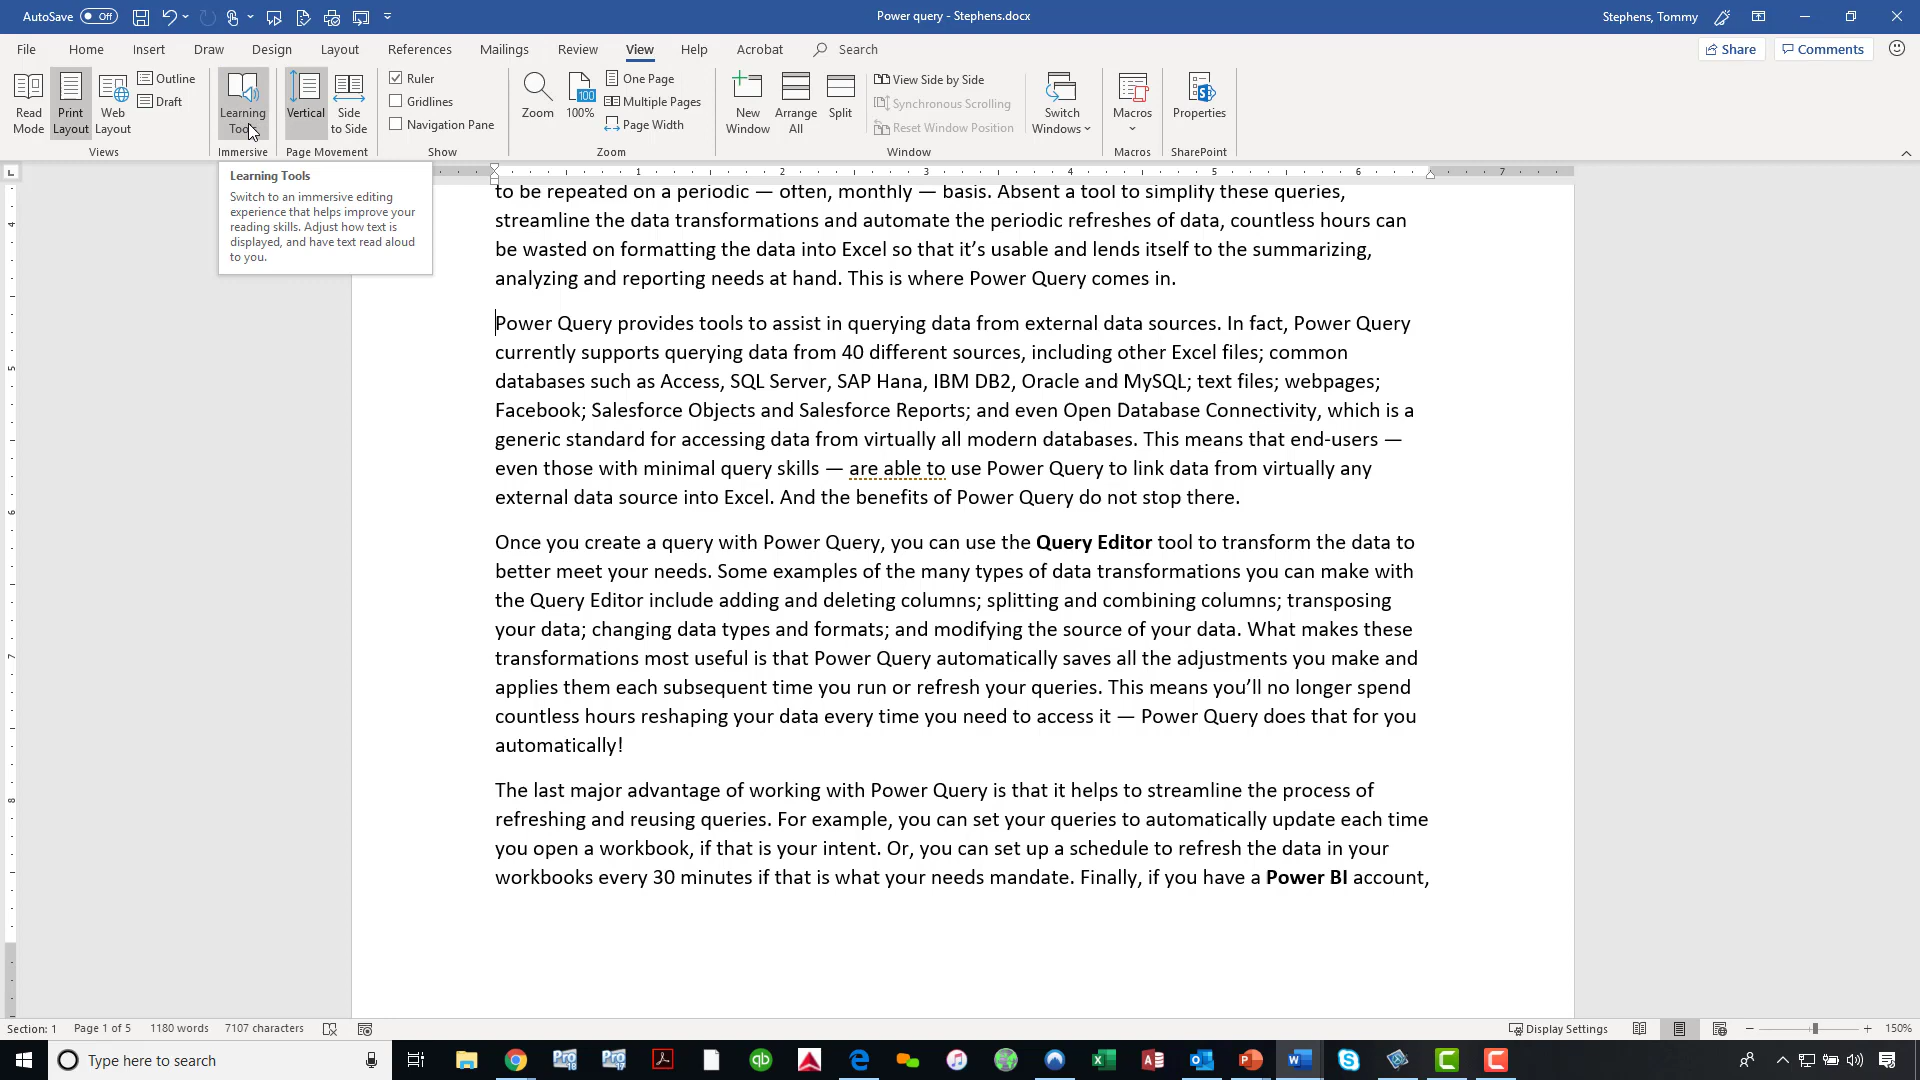 AutoSave Off
Power query - Stephens.docx
Stephens, Tommy
File Home Insert Draw Design Layout References Mailings Review View Help Acrobat Search
Share Comments
Read Mode
Print Layout
Web Layout
Outline
Draft
Views
Learning Tools
Immersive
Vertical
Side to Side
Page Movement
Ruler
Gridlines
Navigation Pane
Show
Zoom
100
100%
One Page
Multiple Pages
Page Width
Zoom
New Window
Arrange All
Split
View Side by Side
Synchronous Scrolling
Reset Window Position
Window
Switch Windows
Macros
Macros
Properties
SharePoint
Learning Tools
Switch to an immersive editing
experience that helps improve your
reading skills. Adjust how text is
displayed, and have text read aloud
to you.
1 2 3 4 5 6 7
4
5
6
7
8
to be repeated on a periodic — often, monthly — basis. Absent a tool to simplify these queries,
streamline the data transformations and automate the periodic refreshes of data, countless hours can
be wasted on formatting the data into Excel so that it’s usable and lends itself to the summarizing,
analyzing and reporting needs at hand. This is where Power Query comes in.
Power Query provides tools to assist in querying data from external data sources. In fact, Power Query
currently supports querying data from 40 different sources, including other Excel files; common
databases such as Access, SQL Server, SAP Hana, IBM DB2, Oracle and MySQL; text files; webpages;
Facebook; Salesforce Objects and Salesforce Reports; and even Open Database Connectivity, which is a
generic standard for accessing data from virtually all modern databases. This means that end-users —
even those with minimal query skills — are able to use Power Query to link data from virtually any
external data source into Excel. And the benefits of Power Query do not stop there.
Once you create a query with Power Query, you can use the Query Editor tool to transform the data to
better meet your needs. Some examples of the many types of data transformations you can make with
the Query Editor include adding and deleting columns; splitting and combining columns; transposing
your data; changing data types and formats; and modifying the source of your data. What makes these
transformations most useful is that Power Query automatically saves all the adjustments you make and
applies them each subsequent time you run or refresh your queries. This means you’ll no longer spend
countless hours reshaping your data every time you need to access it — Power Query does that for you
automatically!
The last major advantage of working with Power Query is that it helps to streamline the process of
refreshing and reusing queries. For example, you can set your queries to automatically update each time
you open a workbook, if that is your intent. Or, you can set up a schedule to refresh the data in your
workbooks every 30 minutes if that is what your needs mandate. Finally, if you have a Power BI account,
Section: 1 Page 1 of 5 1180 words 7107 characters
Display Settings
150%
Type here to search